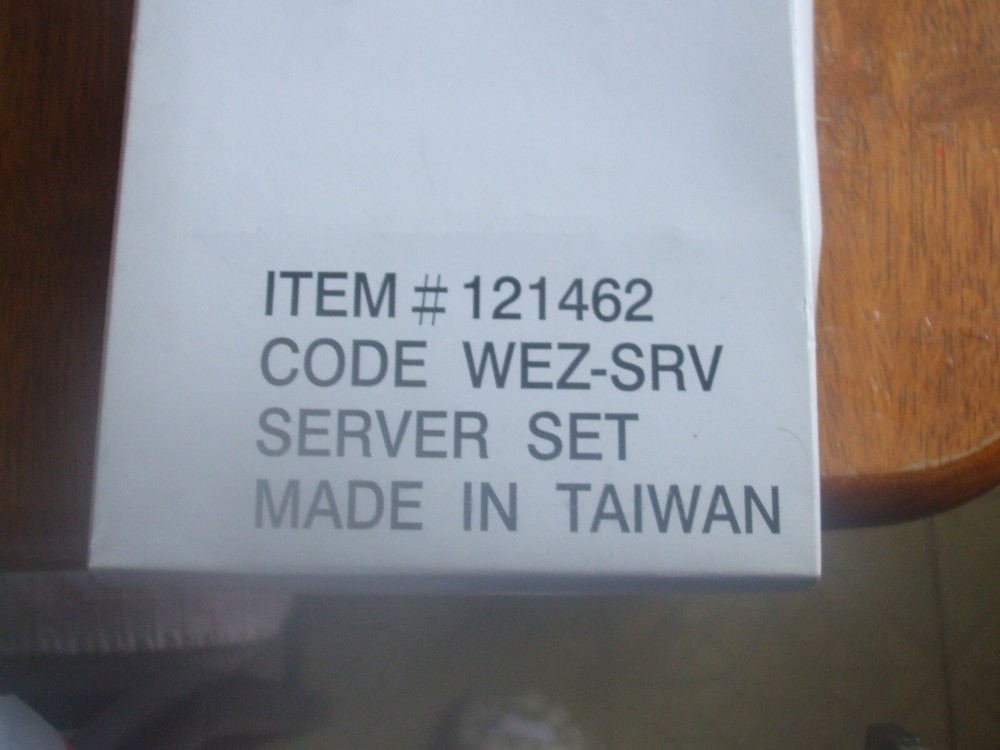 ITEM # 121462
CODE WEZ-SRV
SERVER SET
MADE IN TAIWAN